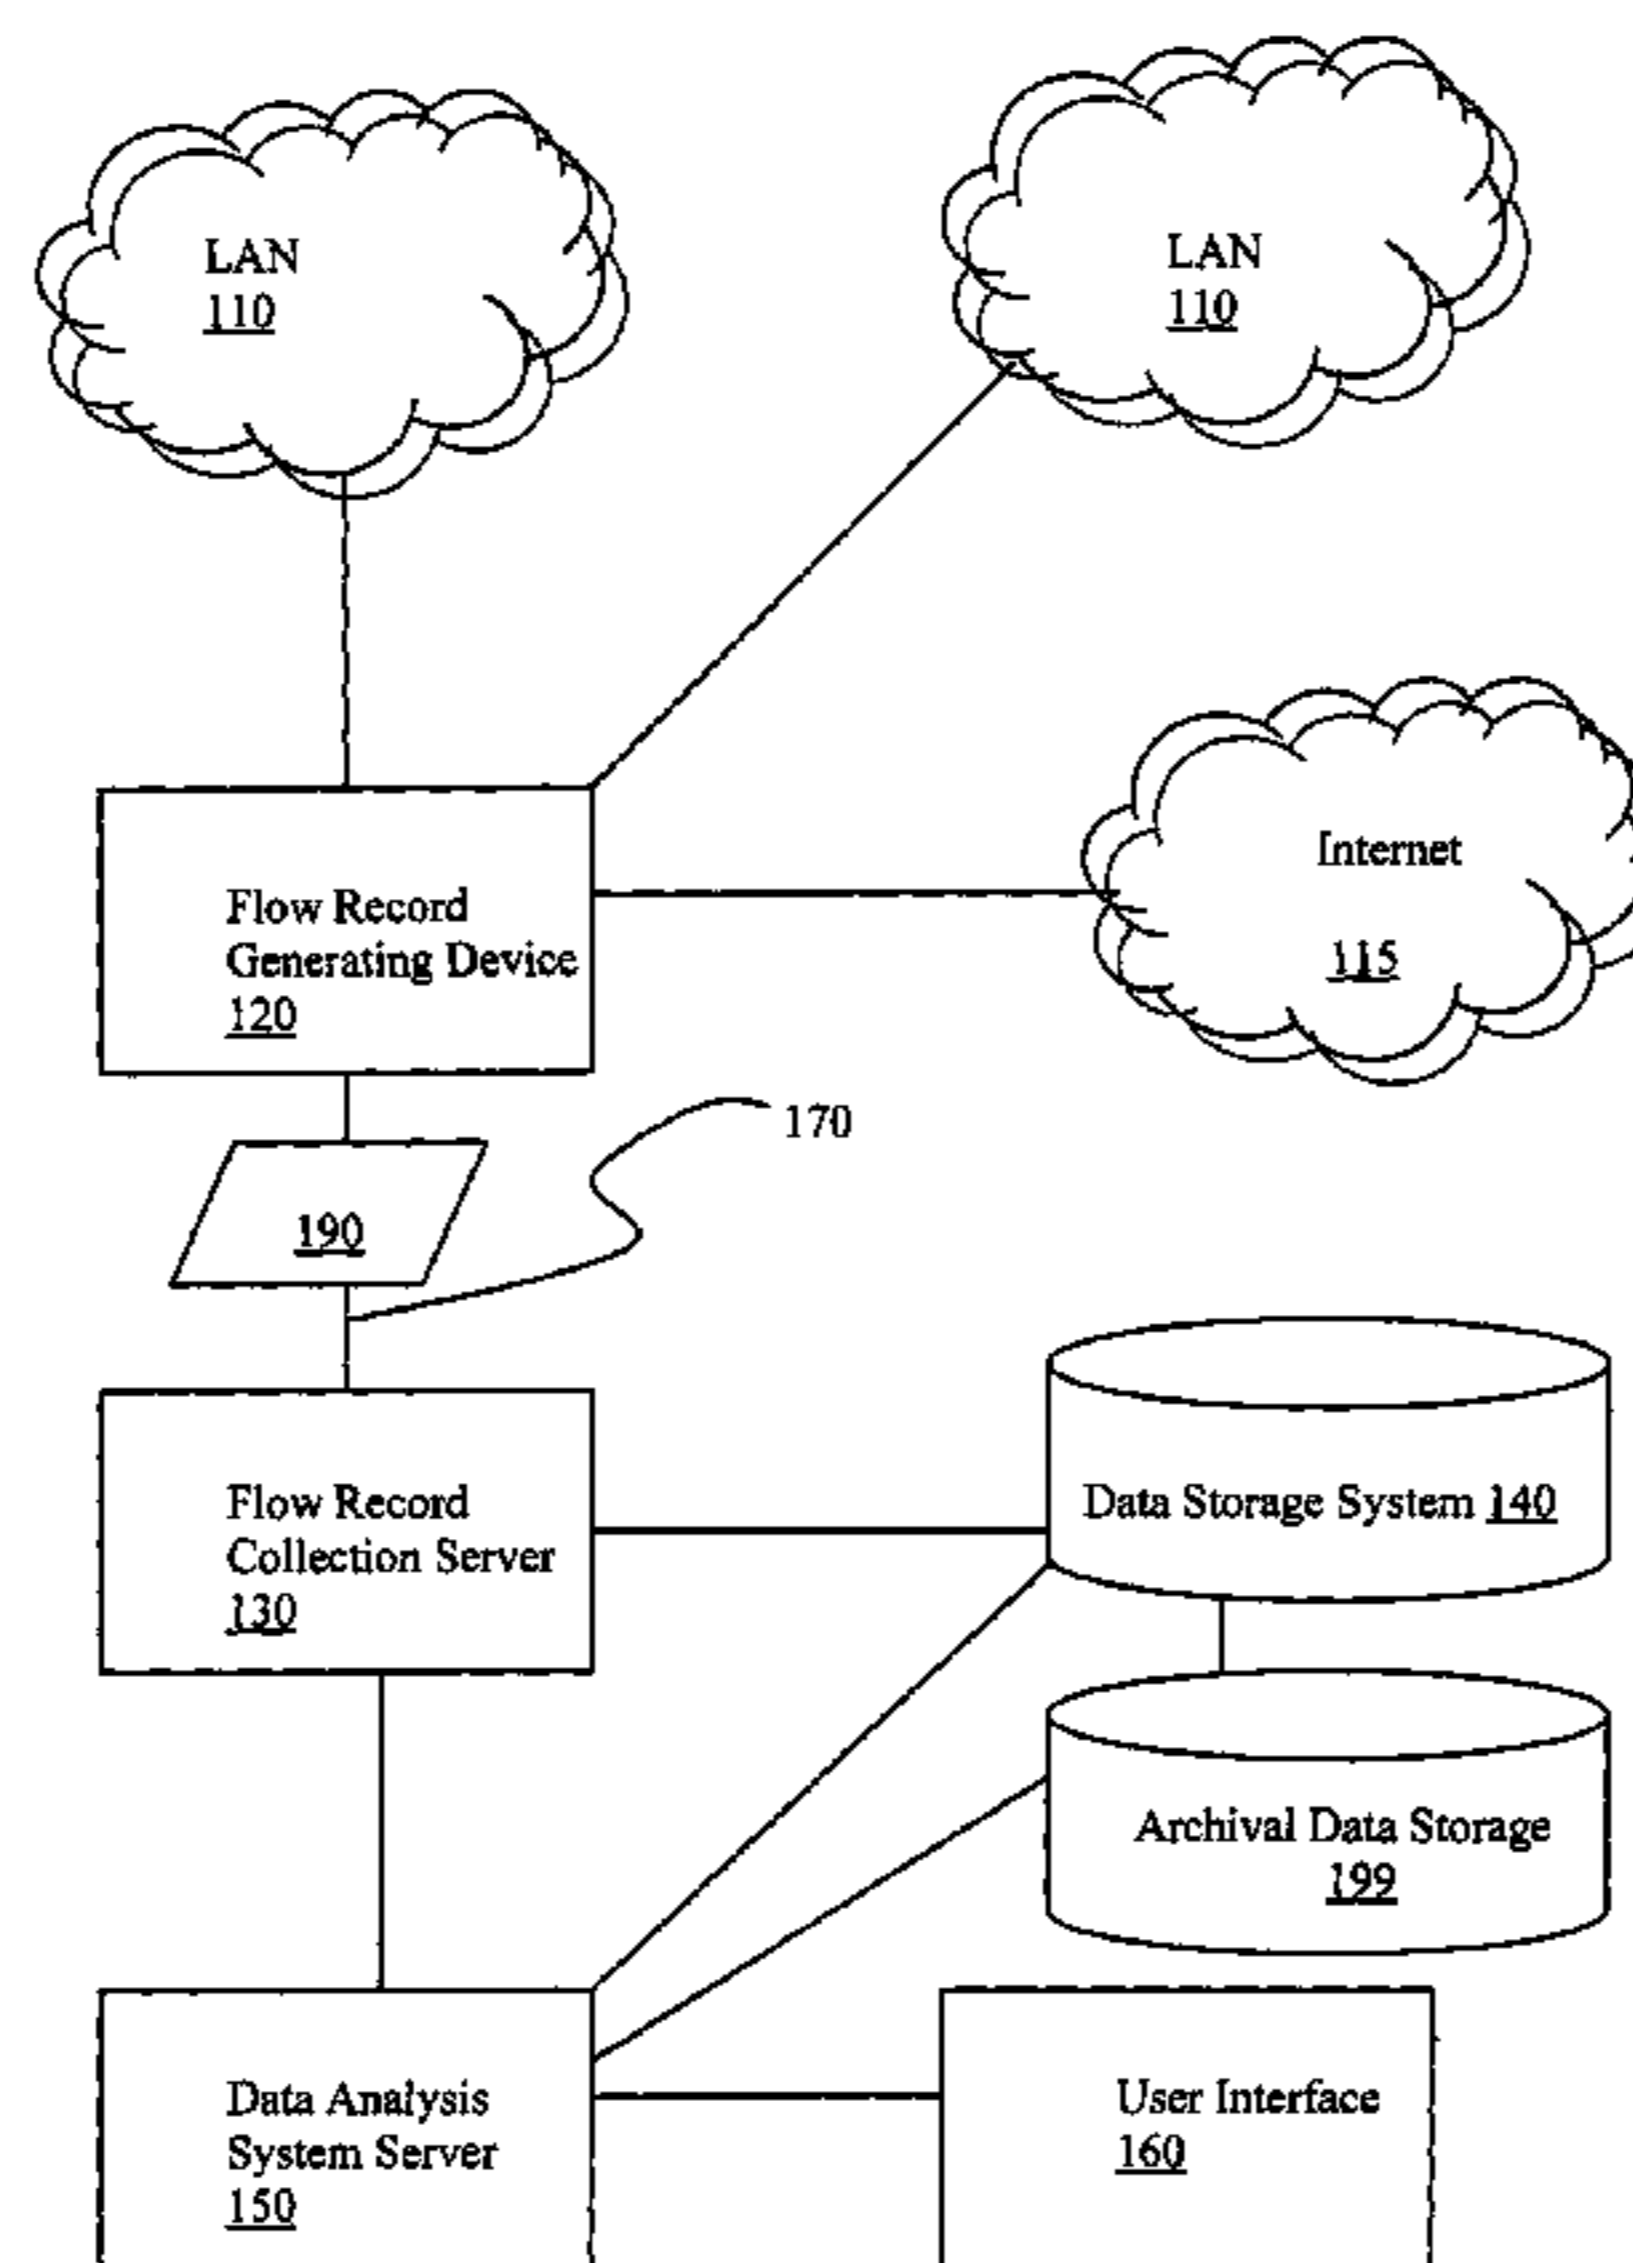 LAN
110
LAN
110
Internet
115
Flow Record
Generating Device
120
170
190
Flow Record
Collection Server
130
Data Storage System 140
Archival Data Storage
199
Data Analysis
System Server
150
User Interface
160